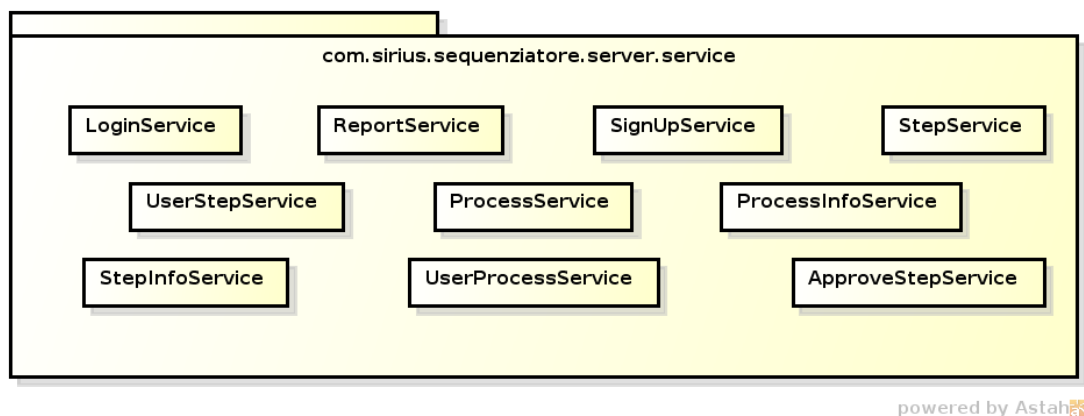 com.sirius.sequenziatore.server.service
LoginService
ReportService
SignUpService
StepService
UserStepService
ProcessService
ProcessInfoService
StepInfoService
UserProcessService
ApproveStepService
powered by Astah